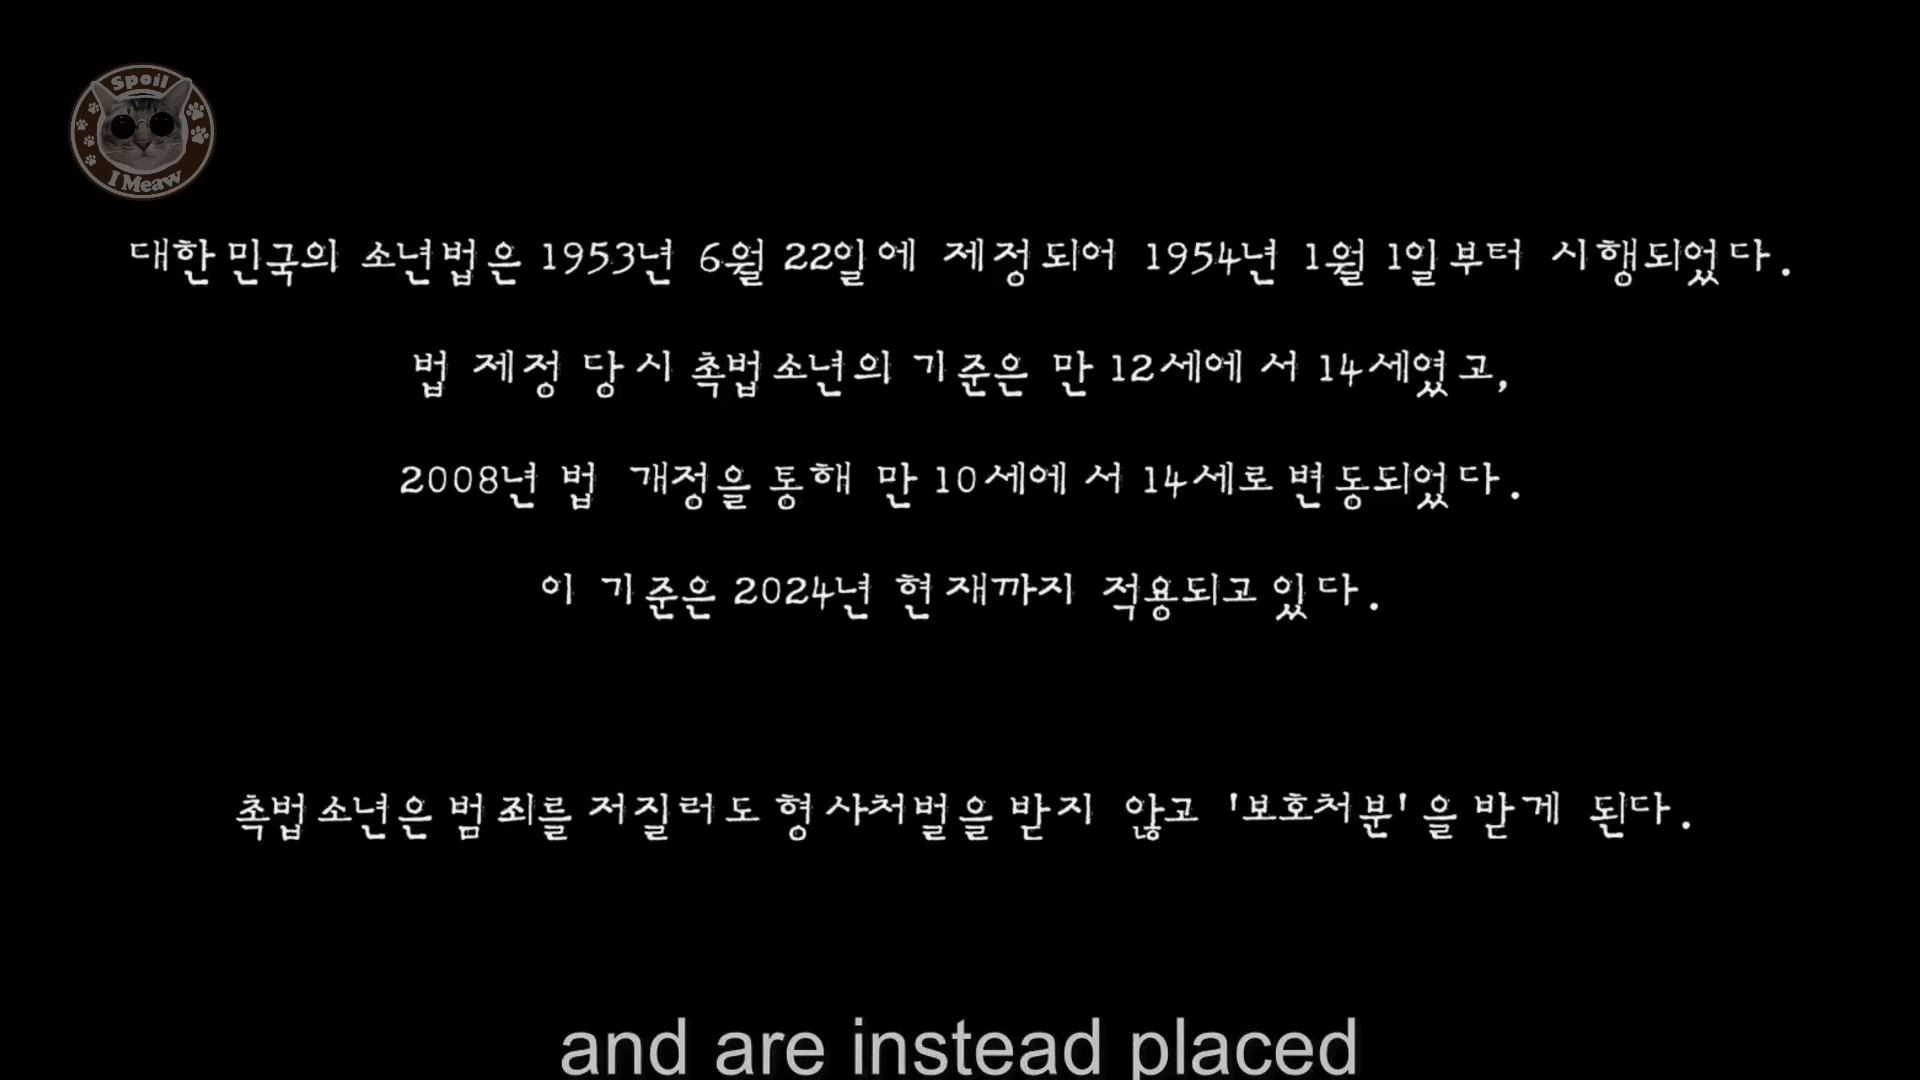 Spoil
I Meaw
대한민국의 소년법은 1953년 6월 22일에 제정되어 1954년 1월 1일부터 시행되었다.
법 제정 당시 촉법소년의 기준은 만 12세에서 14세였고,
2008년 법 개정을 통해 만 10세에서 14세로 변동되었다.
이 기준은 2024년 현재까지 적용되고 있다.
촉법소년은 범죄를 저질러도 형사처벌을 받지 않고 '보호처분'을 받게 된다.
and are instead placed